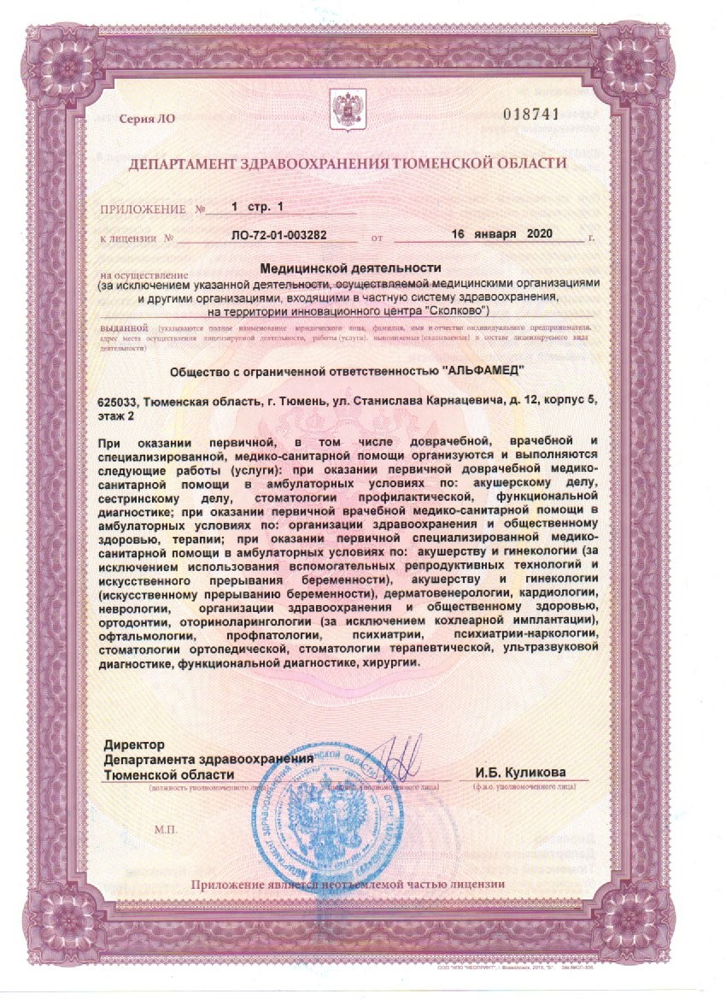 Серия ЛО
018741
ДЕПАРТАМЕНТ ЗДРАВООХРАНЕНИЯ ТЮМЕНСКОЙ ОБЛАСТИ
ПРИЛОЖЕНИЕ № 1 стр. 1
к лицензии № ЛО-72-01-003282 от 16 января 2020 г.
на осуществление Медицинской деятельности
(за исключением указанной деятельности, осуществляемой медицинскими организациями
и другими организациями, входящими в частную систему здравоохранения,
на территории инновационного центра "Сколково")
выданной (указываются полное наименование юридического лица, фамилия, имя и отчество индивидуального предпринимателя,
адрес места осуществления лицензируемой деятельности, работы (услуги), выполняемые (оказываемые) в составе лицензируемого вида
деятельности)
Общество с ограниченной ответственностью "АЛЬФАМЕД"
625033, Тюменская область, г. Тюмень, ул. Станислава Карнацевича, д. 12, корпус 5,
этаж 2
При оказании первичной, в том числе доврачебной, врачебной и
специализированной, медико-санитарной помощи организуются и выполняются
следующие работы (услуги): при оказании первичной доврачебной медико-
санитарной помощи в амбулаторных условиях по: акушерскому делу,
сестринскому делу, стоматологии профилактической, функциональной
диагностике; при оказании первичной врачебной медико-санитарной помощи в
амбулаторных условиях по: организации здравоохранения и общественному
здоровью, терапии; при оказании первичной специализированной медико-
санитарной помощи в амбулаторных условиях по: акушерству и гинекологии (за
исключением использования вспомогательных репродуктивных технологий и
искусственного прерывания беременности), акушерству и гинекологии
(искусственному прерыванию беременности), дерматовенерологии, кардиологии,
неврологии, организации здравоохранения и общественному здоровью,
ортодонтии, оториноларингологии (за исключением кохлеарной имплантации),
офтальмологии, профпатологии, психиатрии, психиатрии-наркологии,
стоматологии ортопедической, стоматологии терапевтической, ультразвуковой
диагностике, функциональной диагностике, хирургии.
Директор
Департамента здравоохранения
Тюменской области
И.Б. Куликова
(должность уполномоченного лица)
(подпись уполномоченного лица)
(ф.и.о. уполномоченного лица)
ДЕПАРТАМЕНТ ЗДРАВООХРАНЕНИЯ ТЮМЕНСКОЙ ОБЛАСТИ
ОГРН
М.П.
Приложение является неотъемлемой частью лицензии